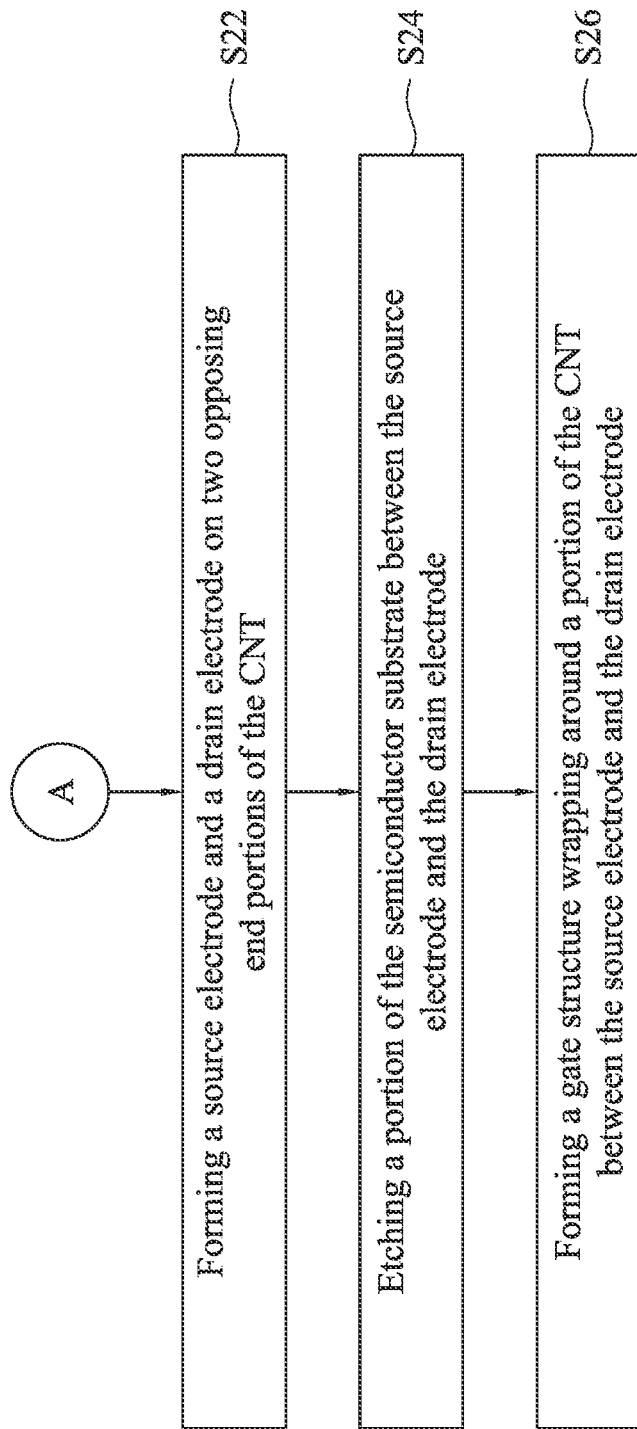 A
Forming a source electrode and a drain electrode on two opposing
end portions of the CNT
S22
Etching a portion of the semiconductor substrate between the source
electrode and the drain electrode
S24
Forming a gate structure wrapping around a portion of the CNT
between the source electrode and the drain electrode
S26